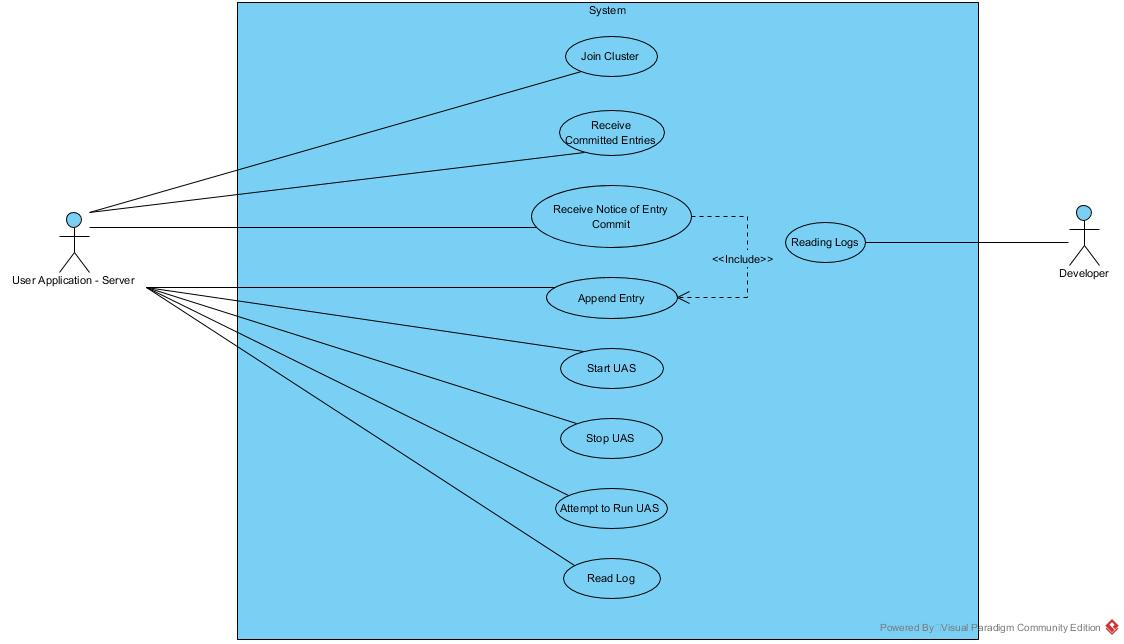 System
Join Cluster
Receive
Committed Entries
Receive Notice of Entry
Commit
Reading Logs
<<Include>>
User Application - Server
Developer
Append Entry
Start UAS
Stop UAS
Attempt to Run UAS
Read Log
Powered By Visual Paradigm Community Edition